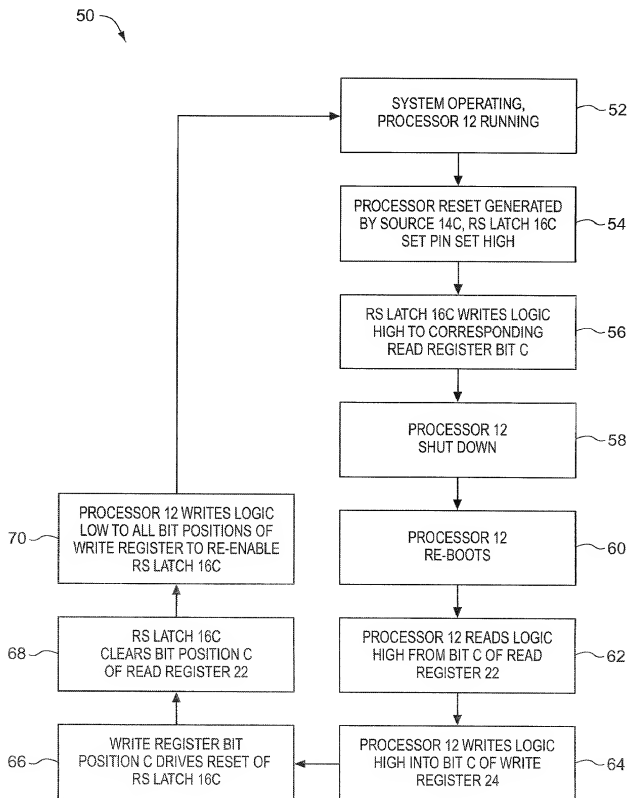 50
SYSTEM OPERATING,
PROCESSOR 12 RUNNING
52
PROCESSOR RESET GENERATED
BY SOURCE 14C, RS LATCH 16C
SET PIN SET HIGH
54
RS LATCH 16C WRITES LOGIC
HIGH TO CORRESPONDING
READ REGISTER BIT C
56
PROCESSOR 12
SHUT DOWN
58
PROCESSOR 12
RE-BOOTS
60
PROCESSOR 12 READS LOGIC
HIGH FROM BIT C OF READ
REGISTER 22
62
PROCESSOR 12 WRITES LOGIC
HIGH INTO BIT C OF WRITE
REGISTER 24
64
WRITE REGISTER BIT
POSITION C DRIVES RESET OF
RS LATCH 16C
66
RS LATCH 16C
CLEARS BIT POSITION C
OF READ REGISTER 22
68
PROCESSOR 12 WRITES LOGIC
LOW TO ALL BIT POSITIONS OF
WRITE REGISTER TO RE-ENABLE
RS LATCH 16C
70